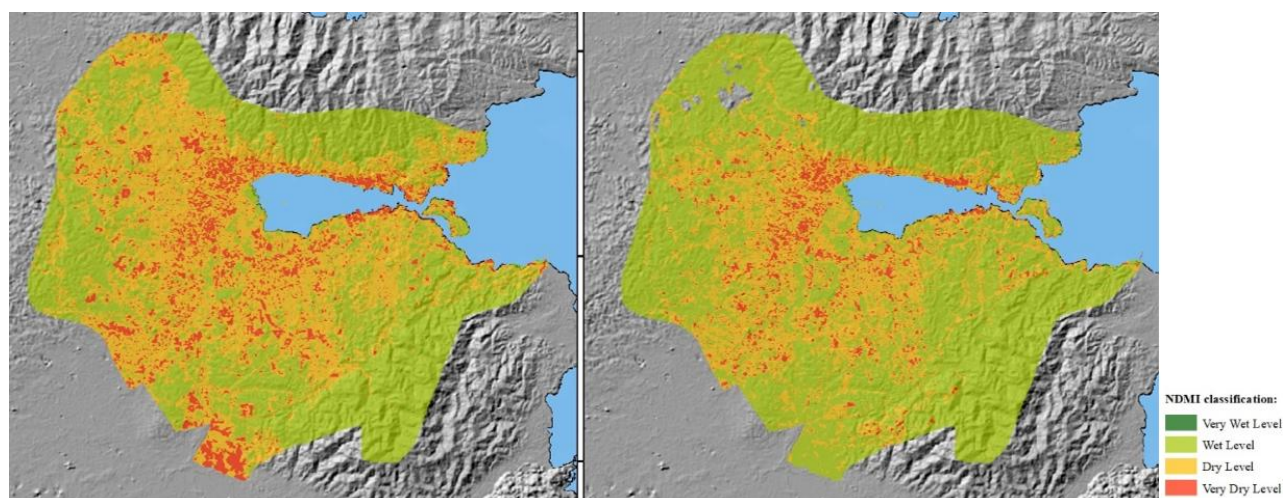 NDMI classification:
Very Wet Level
Wet Level
Dry Level
Very Dry Level